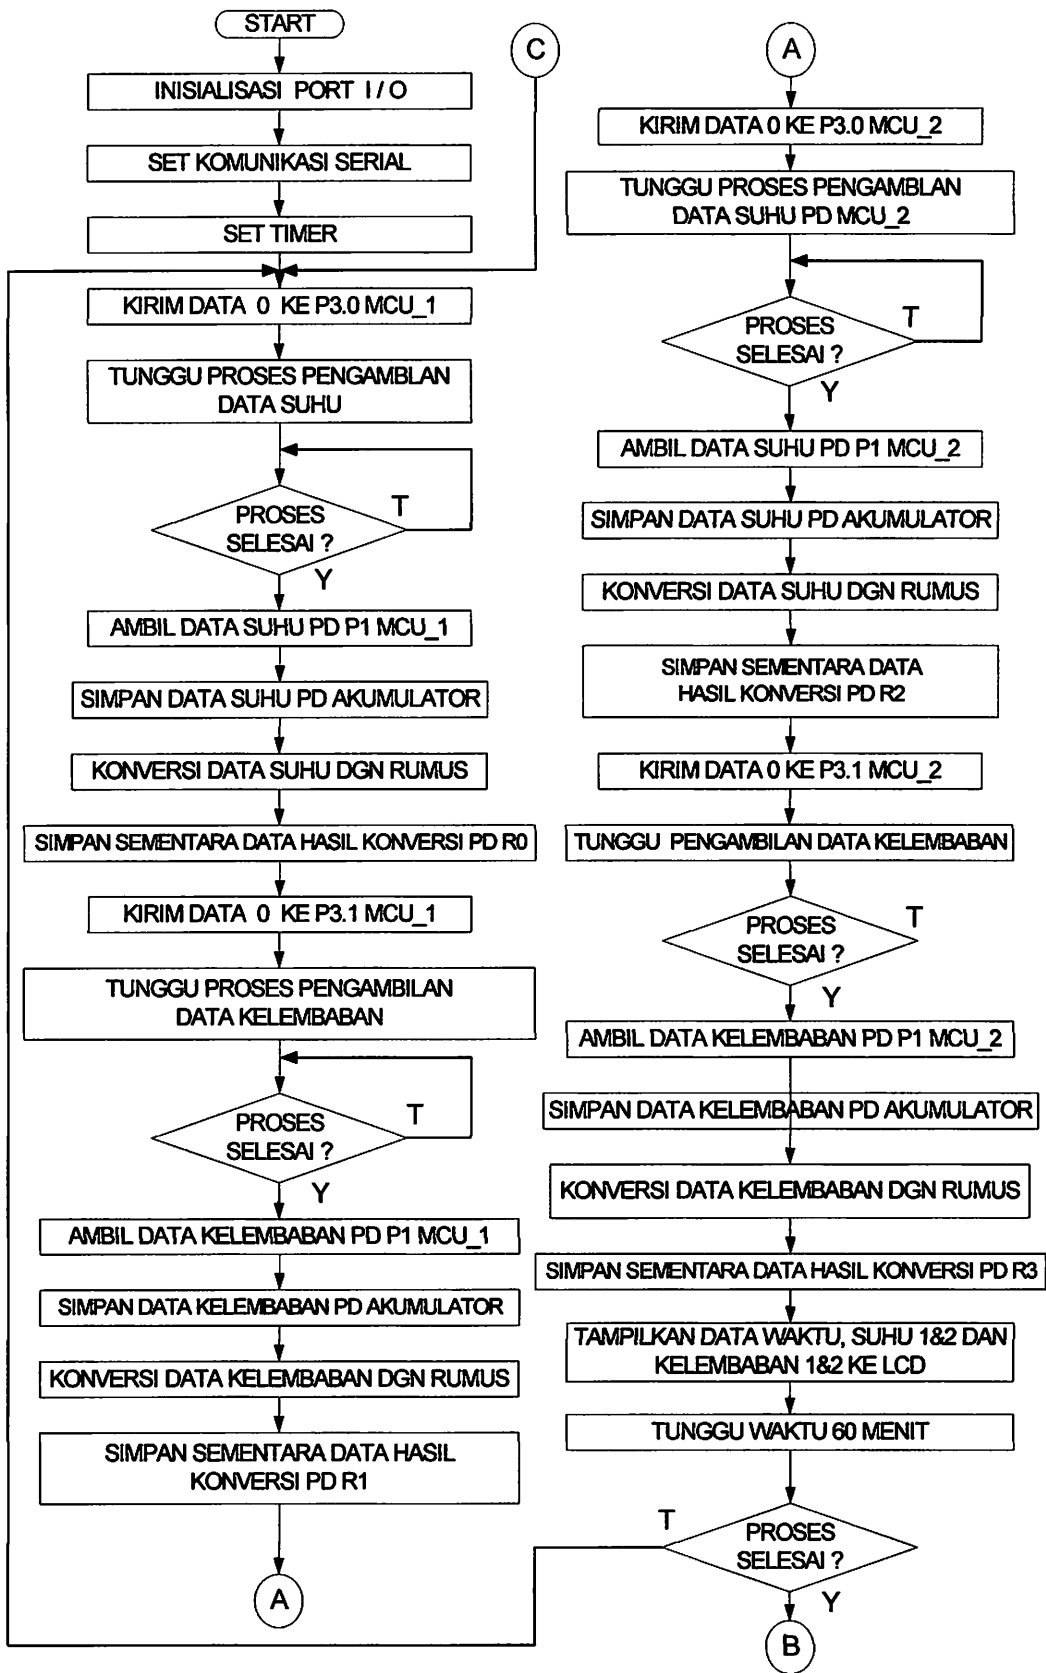 START
INISIALISASI PORT I / O
SET KOMUNIKASI SERIAL
SET TIMER
KIRIM DATA 0 KE P3.0 MCU_1
TUNGGU PROSES PENGAMBLAN
DATA SUHU
PROSES
SELESAI ?
T
Y
AMBIL DATA SUHU PD P1 MCU_1
SIMPAN DATA SUHU PD AKUMULATOR
KONVERSI DATA SUHU DGN RUMUS
SIMPAN SEMENTARA DATA HASIL KONVERSI PD R0
KIRIM DATA 0 KE P3.1 MCU_1
TUNGGU PROSES PENGAMBILAN
DATA KELEMBABAN
PROSES
SELESAI ?
T
Y
AMBIL DATA KELEMBABAN PD P1 MCU_1
SIMPAN DATA KELEMBABAN PD AKUMULATOR
KONVERSI DATA KELEMBABAN DGN RUMUS
SIMPAN SEMENTARA DATA HASIL
KONVERSI PD R1
A
C
A
KIRIM DATA 0 KE P3.0 MCU_2
TUNGGU PROSES PENGAMBLAN
DATA SUHU PD MCU_2
PROSES
SELESAI ?
T
Y
AMBIL DATA SUHU PD P1 MCU_2
SIMPAN DATA SUHU PD AKUMULATOR
KONVERSI DATA SUHU DGN RUMUS
SIMPAN SEMENTARA DATA
HASIL KONVERSI PD R2
KIRIM DATA 0 KE P3.1 MCU_2
TUNGGU PENGAMBILAN DATA KELEMBABAN
PROSES
SELESAI ?
T
Y
AMBIL DATA KELEMBABAN PD P1 MCU_2
SIMPAN DATA KELEMBABAN PD AKUMULATOR
KONVERSI DATA KELEMBABAN DGN RUMUS
SIMPAN SEMENTARA DATA HASIL KONVERSI PD R3
TAMPILKAN DATA WAKTU, SUHU 1&2 DAN
KELEMBABAN 1&2 KE LCD
TUNGGU WAKTU 60 MENIT
T
PROSES
SELESAI ?
Y
B